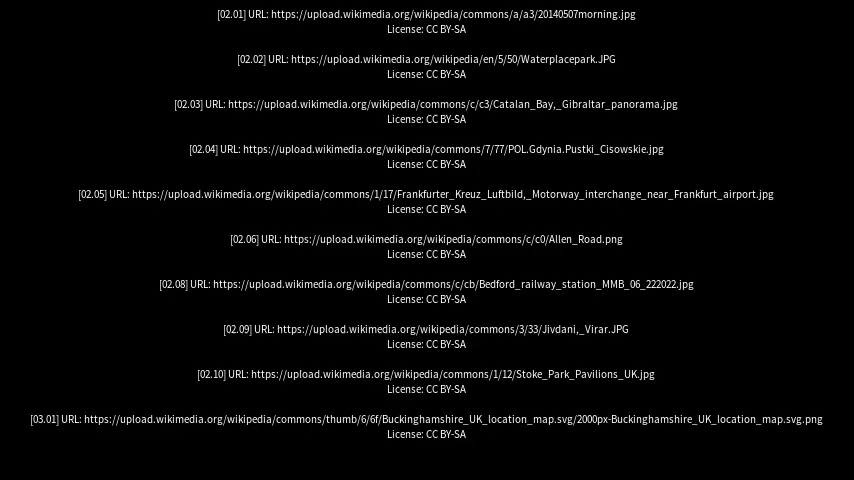 [02.01] URL: https://upload.wikimedia.org/wikipedia/commons/a/a3/20140507morning.jpg
License: CC BY-SA
[02.02] URL: https://upload.wikimedia.org/wikipedia/en/5/50/Waterplacepark.JPG
License: CC BY-SA
[02.03] URL: https://upload.wikimedia.org/wikipedia/commons/c/c3/Catalan_Bay,_Gibraltar_panorama.jpg
License: CC BY-SA
[02.04] URL: https://upload.wikimedia.org/wikipedia/commons/7/77/POL.Gdynia.Pustki_Cisowskie.jpg
License: CC BY-SA
[02.05] URL: https://upload.wikimedia.org/wikipedia/commons/1/17/Frankfurter_Kreuz_Luftbild,_Motorway_interchange_near_Frankfurt_airport.jpg
License: CC BY-SA
[02.06] URL: https://upload.wikimedia.org/wikipedia/commons/c/c0/Allen_Road.png
License: CC BY-SA
[02.08] URL: https://upload.wikimedia.org/wikipedia/commons/c/cb/Bedford_railway_station_MMB_06_222022.jpg
License: CC BY-SA
[02.09] URL: https://upload.wikimedia.org/wikipedia/commons/3/33/Jivdani,_Virar.JPG
License: CC BY-SA
[02.10] URL: https://upload.wikimedia.org/wikipedia/commons/1/12/Stoke_Park_Pavilions_UK.jpg
License: CC BY-SA
[03.01] URL: https://upload.wikimedia.org/wikipedia/commons/thumb/6/6f/Buckinghamshire_UK_location_map.svg/2000px-Buckinghamshire_UK_location_map.svg.png
License: CC BY-SA